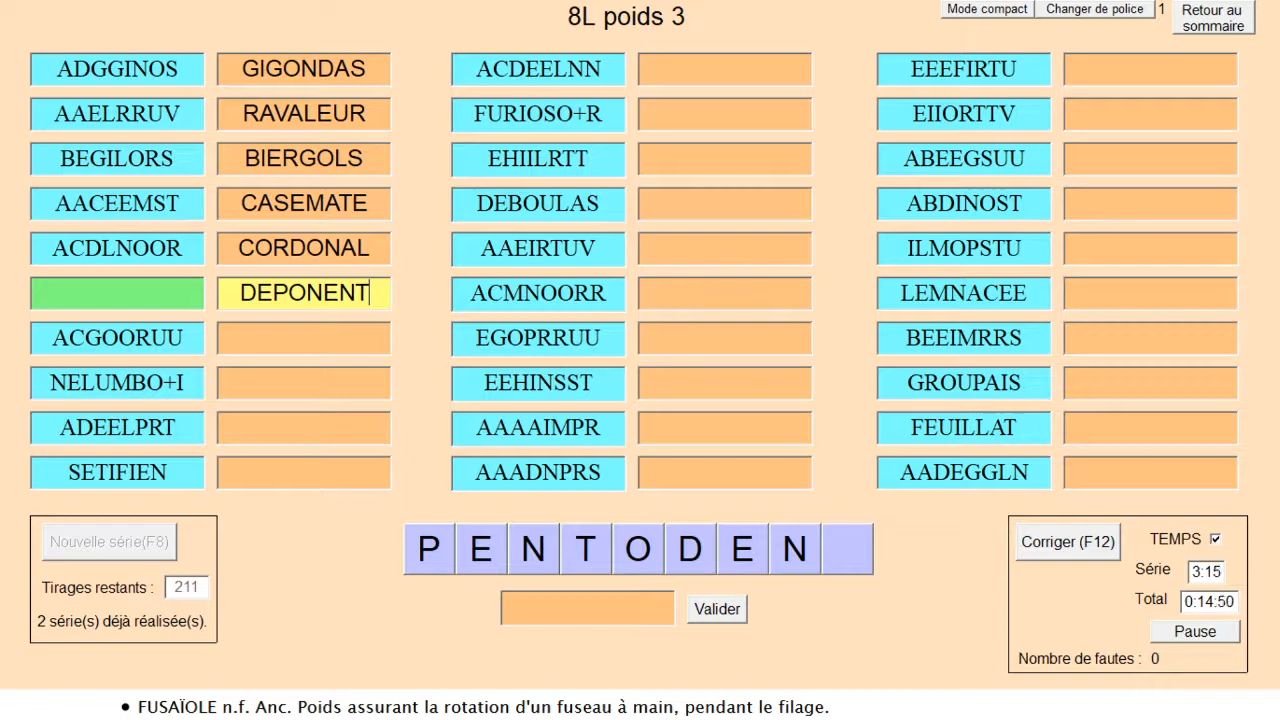 8L poids 3
Mode compact Changer de police 1 Retour au sommaire
ADGGINOS GIGONDAS ACDEELNN EEEFIRTU
AAELRRUV RAVALEUR FURIOSO+R EIIORTTV
BEGILORS BIERGOLS EHIILRTT ABEEGSUU
AACEEMST CASEMATE DEBOULAS ABDINOST
ACDLNOOR CORDONAL AAEIRTUV ILMOPSTU
DEPONENT ACMNOORR LEMNACEE
ACGOORUU EGOPRRUU BEEIMRRS
NELUMBO+I EEHINSST GROUPAIS
ADEELPRT AAAAIMPR FEUILLAT
SETIFIEN AAADNPRS AADEGGLN
Nouvelle série(F8)
Tirages restants : 211
2 série(s) déjà réalisée(s).
P E N T O D E N
Valider
Corriger (F12) TEMPS
Série 3:15
Total 0:14:50
Pause
Nombre de fautes : 0
• FUSAÏOLE n.f. Anc. Poids assurant la rotation d'un fuseau à main, pendant le filage.